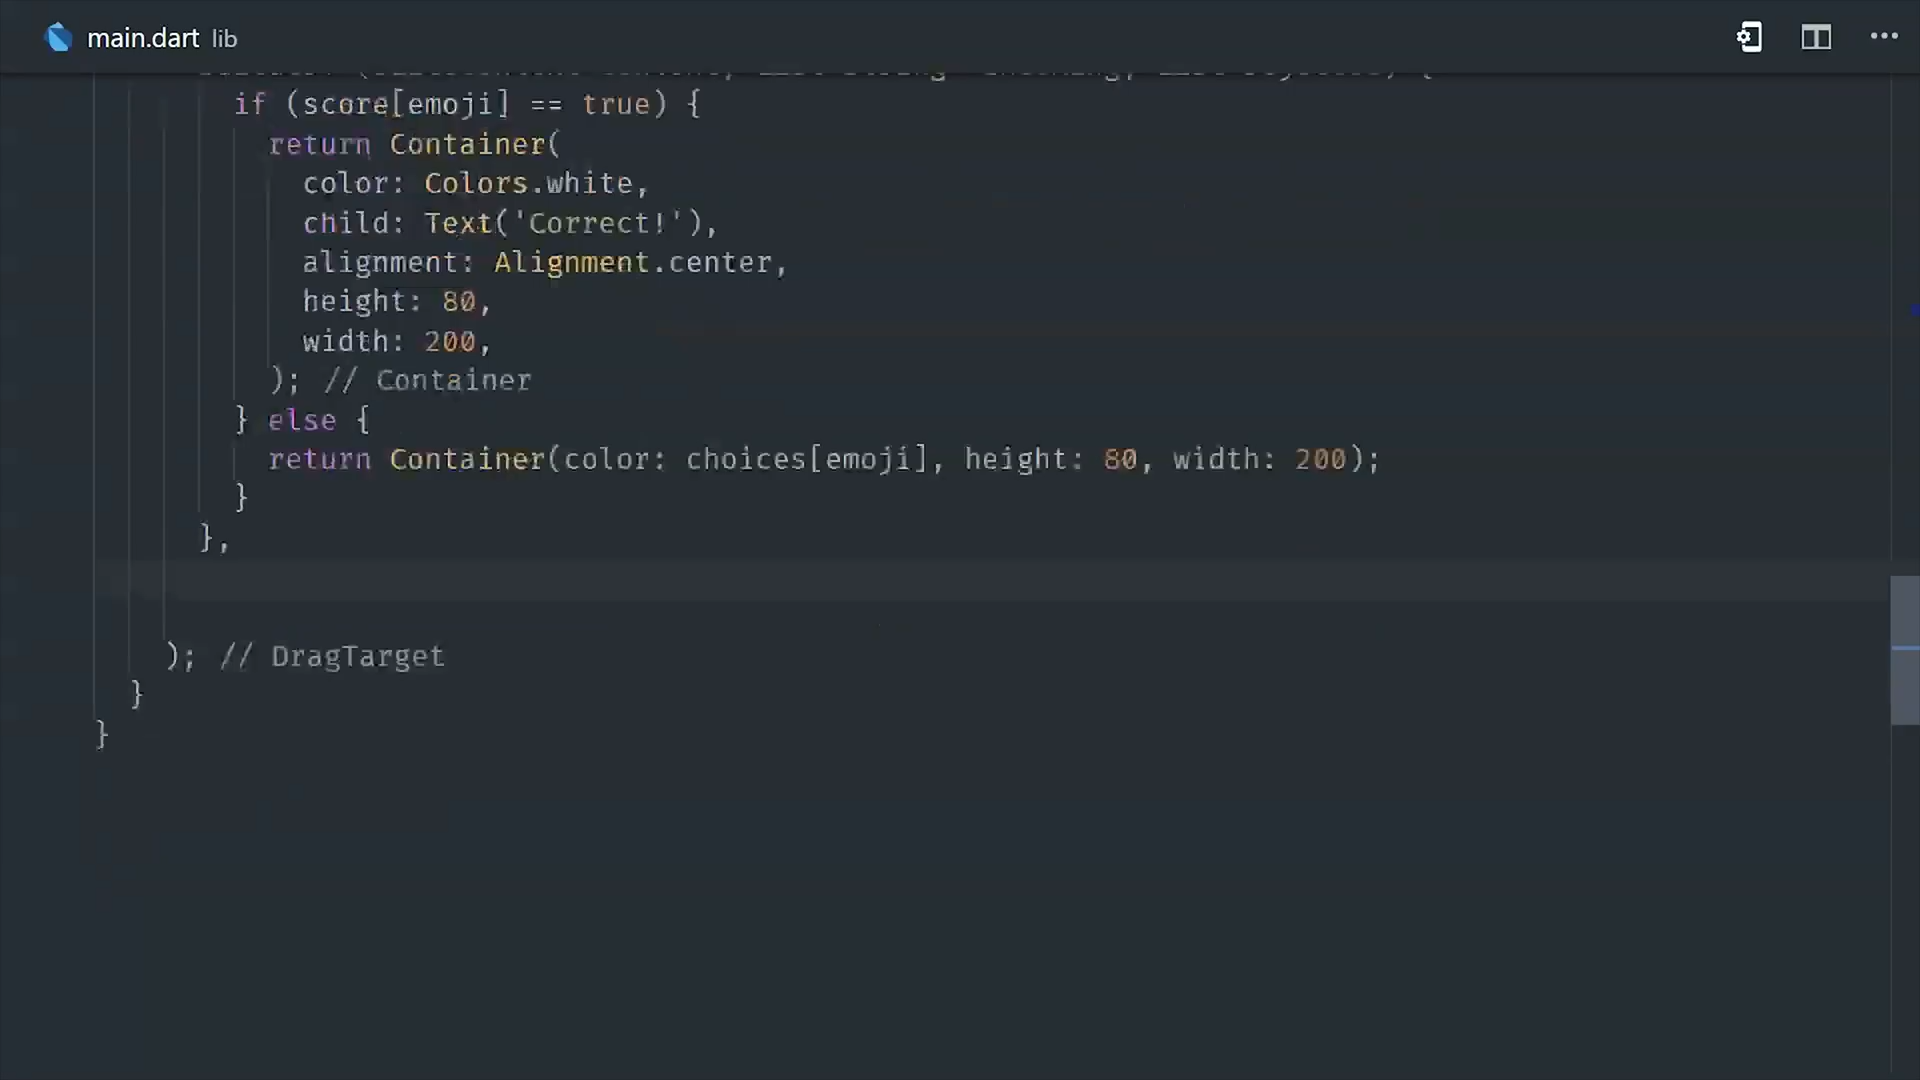 main.dart lib
if (score[emoji] == true) {
return Container(
color: Colors.white,
child: Text('Correct!'),
alignment: Alignment.center,
height: 80,
width: 200,
); // Container
} else {
return Container(color: choices[emoji], height: 80, width: 200);
}
},
); // DragTarget
}
}